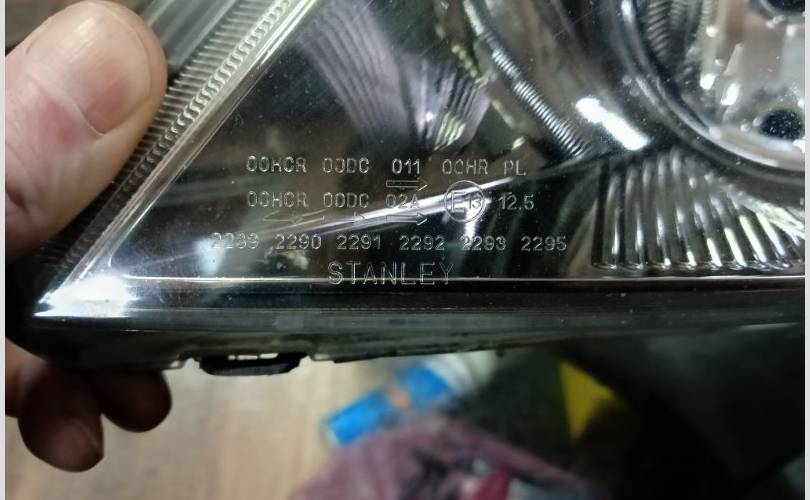 00HCR 00DC 011 00HR PL
00HCR 00DC 02A E13 12.5
2289 2290 2291 2292 2293 2295
STANLEY